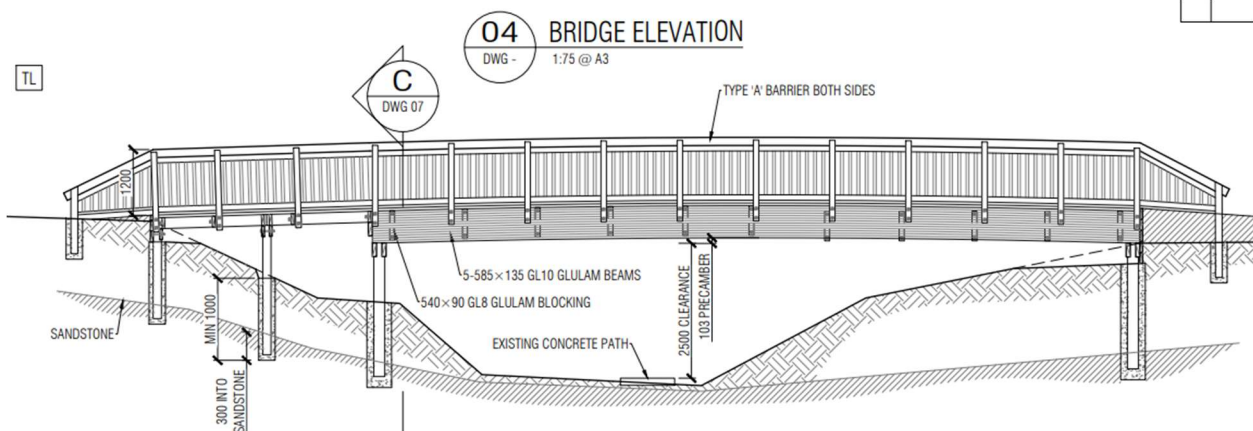 04
DWG -
BRIDGE ELEVATION
1:75 @ A3
TL
C
DWG 07
TYPE 'A' BARRIER BOTH SIDES
1200
5-585×135 GL10 GLULAM BEAMS
540×90 GL8 GLULAM BLOCKING
2500 CLEARANCE
103 PRECAMBER
SANDSTONE
MIN 1000
EXISTING CONCRETE PATH
300 INTO
SANDSTONE